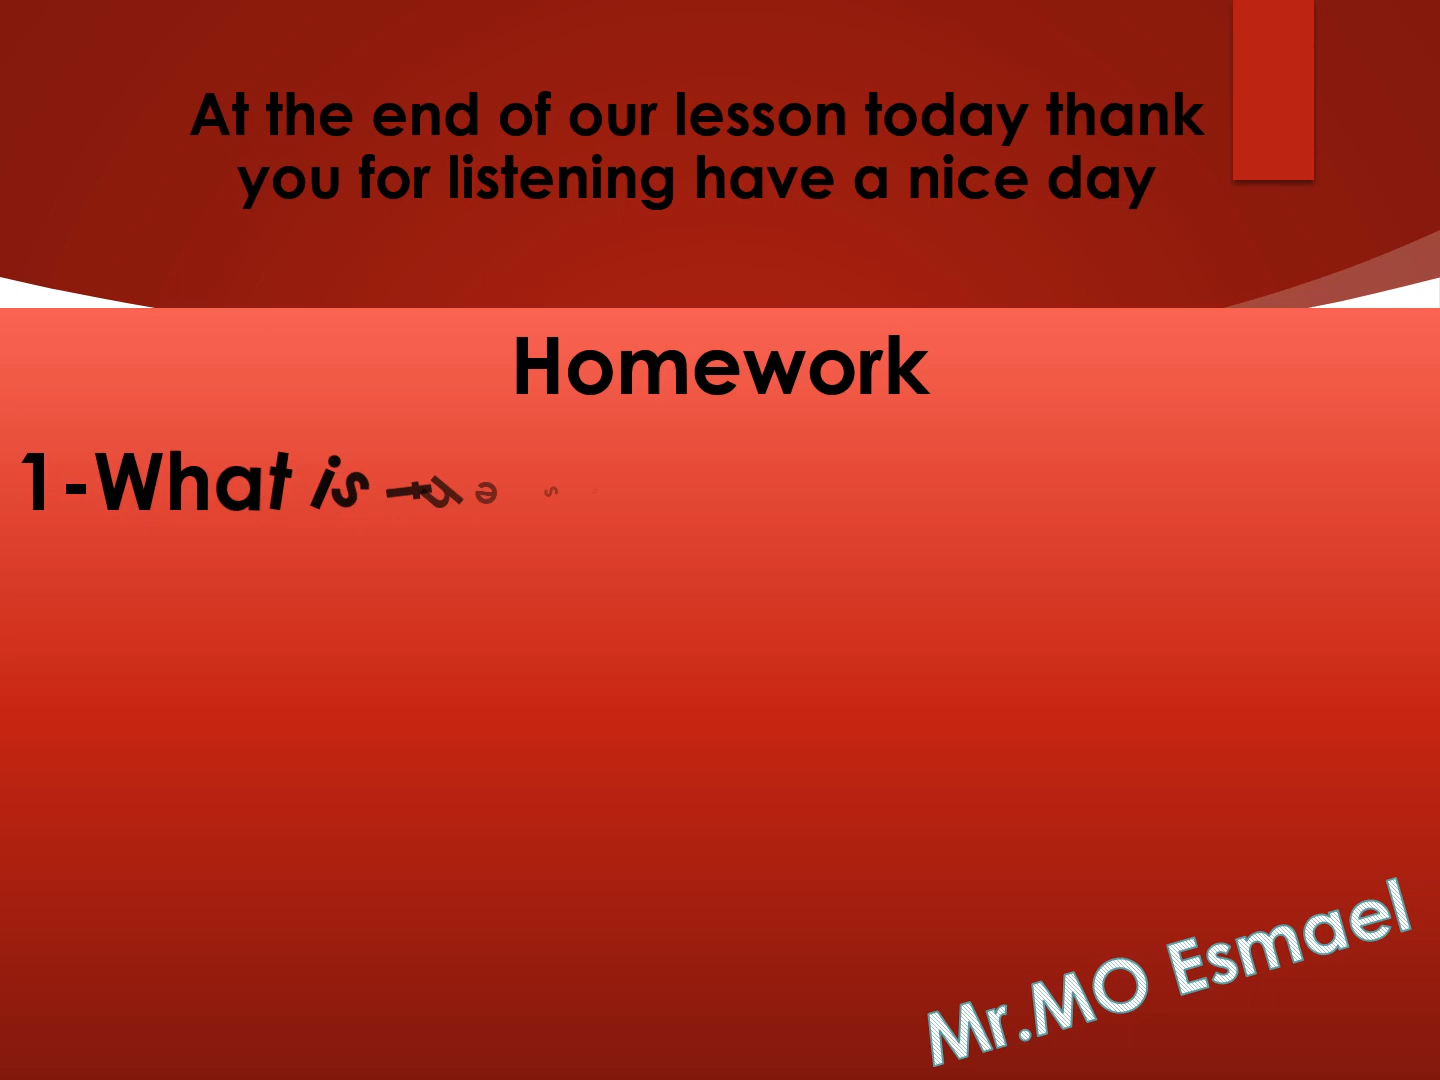 At the end of our lesson today thank
you for listening have a nice day
Homework
1-What is the s
Mr.MO Esmael